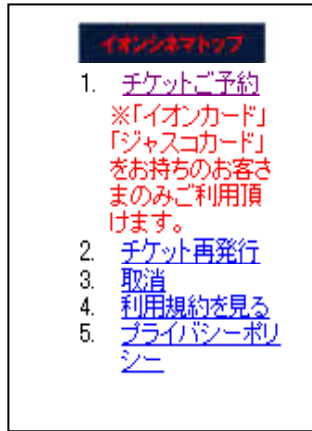 イオンシネマトップ
1. チケットご予約
※「イオンカード」
「ジャスコカード」
をお持ちのお客さ
まのみご利用頂
けます。
2. チケット再発行
3. 取消
4. 利用規約を見る
5. プライバシーポリ
シー